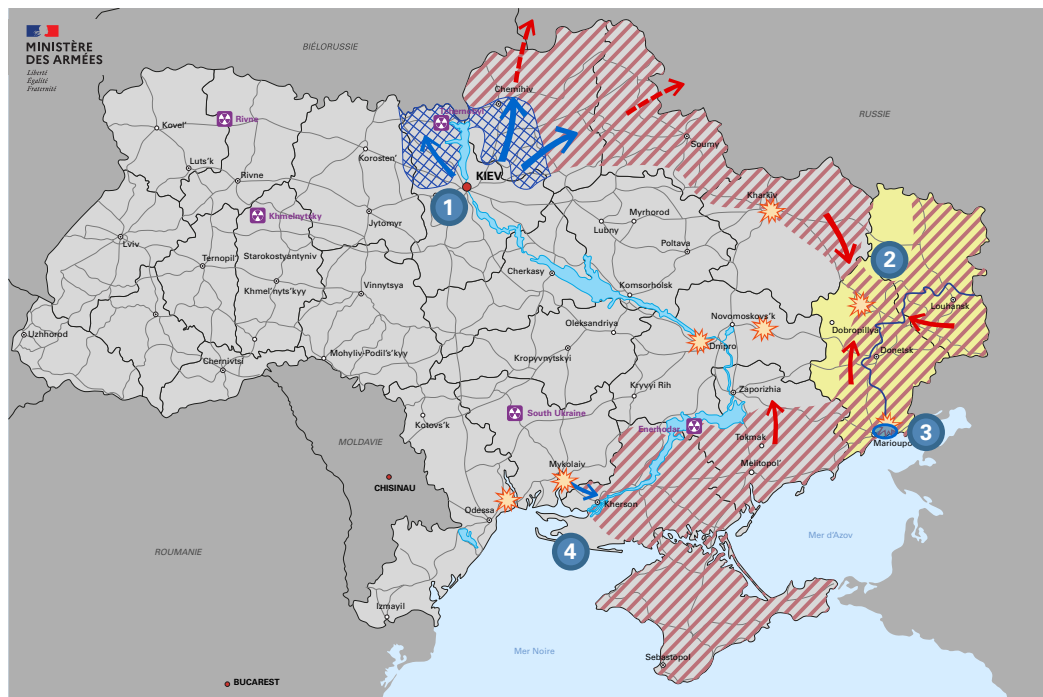 MINISTÈRE
DES ARMÉES
Liberté
Égalité
Fraternité
BIÉLORUSSIE
RUSSIE
Chernihiv
Rivne
Kovel'
Soumy
Korosten'
Luts'k
KIEV
Rivne
Kharkiv
1
Khmelnytsky
Myrhorod
Jytomyr
Lubny
Lviv
Poltava
Starokostyantyniv
2
Ternopil'
Cherkasy
Khmel'nyts'kyy
Vinnytsya
Komsorholsk
Louhansk
Novomoskovs'k
Oleksandriya
Dobropillya
Uzhhorod
Dnipro
Mohyliv-Podil's'kyy
Donetsk
Kropyvnytskyi
Chernivtsi
Kryvyi Rih
Zaporizhia
South Ukraine
Kotovs'k
Enerhodar
3
MOLDAVIE
Tokmak
Marioupo
Mykolaiv
Melitopol'
CHISINAU
Kherson
Odessa
Mer d'Azov
4
ROUMANIE
Izmayil
Mer Noire
Sebastopol
BUCAREST